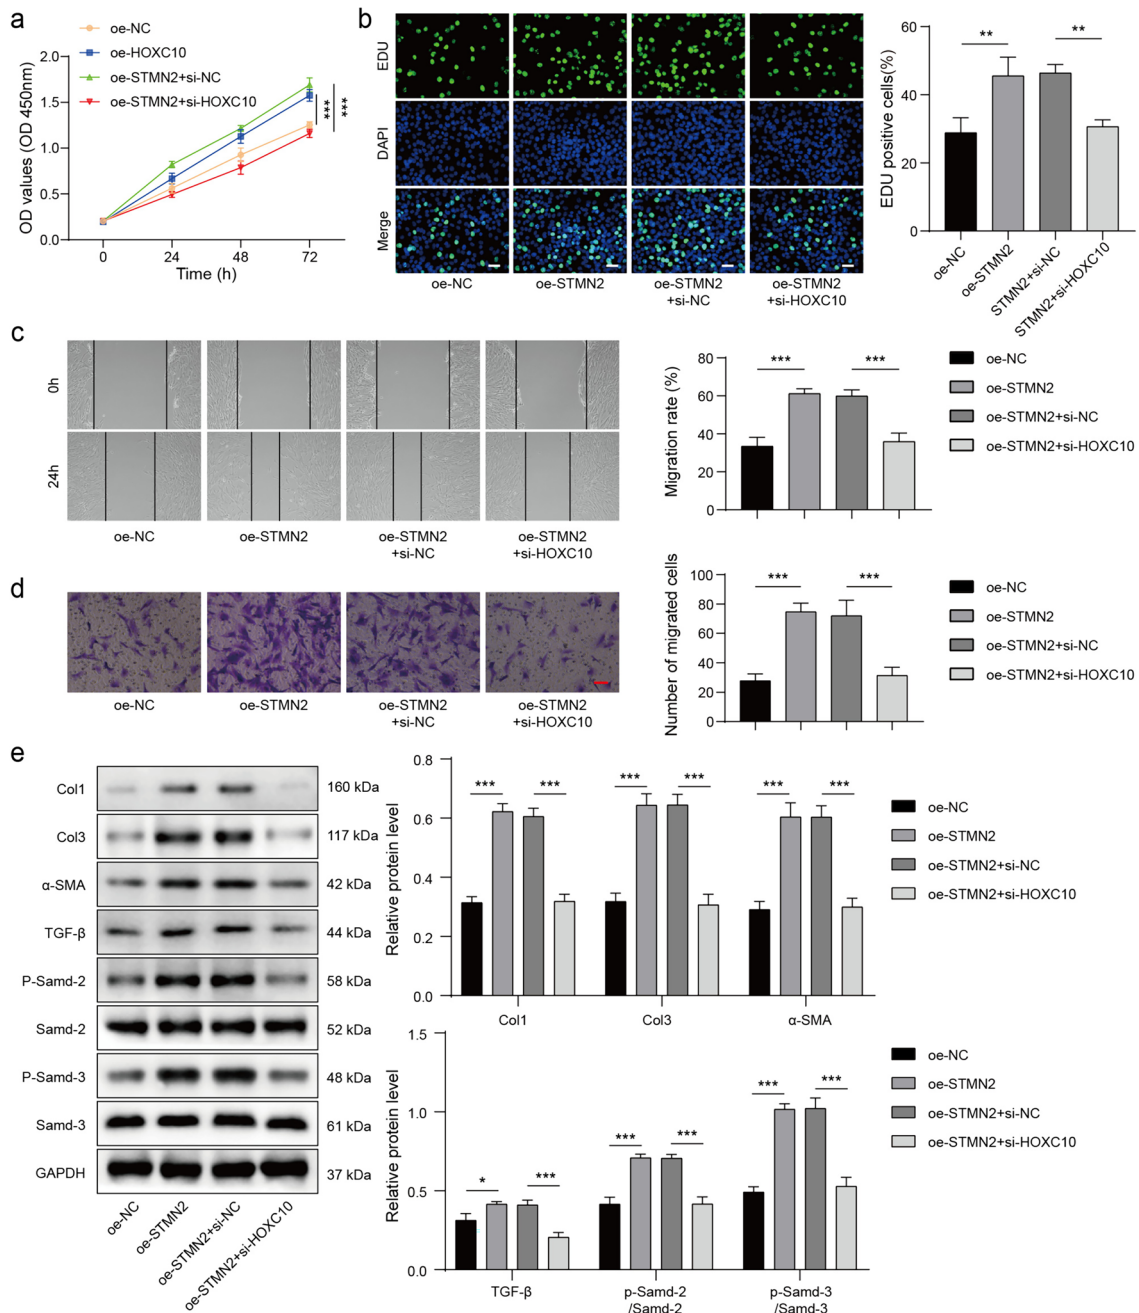 a
oe-NC
oe-HOXC10
oe-STMN2+si-NC
oe-STMN2+si-HOXC10
OD values (OD 450nm)
2.0
1.5
1.0
0.5
0.0
***
***
0 24 48 72
Time (h)
b
EDU
DAPI
Merge
oe-NC
oe-STMN2
oe-STMN2
+si-NC
oe-STMN2
+si-HOXC10
EDU positive cells(%)
60
40
20
0
**
**
oe-NC
oe-STMN2
STMN2+si-NC
STMN2+si-HOXC10
c
0h
24h
oe-NC
oe-STMN2
oe-STMN2
+si-NC
oe-STMN2
+si-HOXC10
Migration rate (%)
80
60
40
20
0
***
***
oe-NC
oe-STMN2
oe-STMN2+si-NC
oe-STMN2+si-HOXC10
d
oe-NC
oe-STMN2
oe-STMN2
+si-NC
oe-STMN2
+si-HOXC10
Number of migrated cells
100
80
60
40
20
0
***
***
oe-NC
oe-STMN2
oe-STMN2+si-NC
oe-STMN2+si-HOXC10
e
Col1 160 kDa
Col3 117 kDa
α-SMA 42 kDa
TGF-β 44 kDa
P-Samd-2 58 kDa
Samd-2 52 kDa
P-Samd-3 48 kDa
Samd-3 61 kDa
GAPDH 37 kDa
oe-NC
oe-STMN2
oe-STMN2+si-NC
oe-STMN2+si-HOXC10
Relative protein level
0.8
0.6
0.4
0.2
0.0
*** *** *** *** *** ***
Col1 Col3 α-SMA
oe-NC
oe-STMN2
oe-STMN2+si-NC
oe-STMN2+si-HOXC10
Relative protein level
1.5
1.0
0.5
0.0
* *** *** *** *** ***
TGF-β
p-Samd-2
/Samd-2
p-Samd-3
/Samd-3
oe-NC
oe-STMN2
oe-STMN2+si-NC
oe-STMN2+si-HOXC10